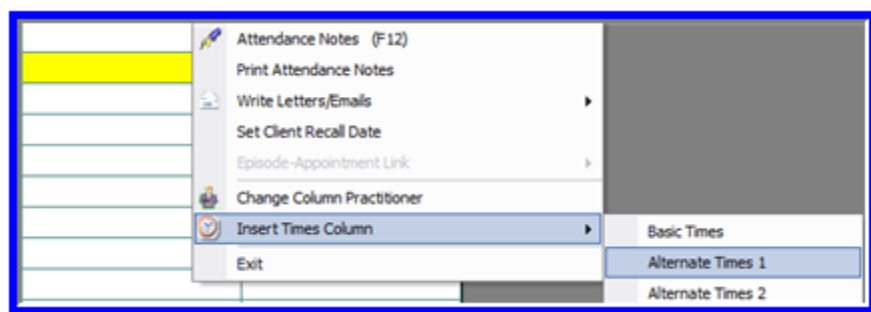 Attendance Notes (F12)
Print Attendance Notes
Write Letters/Emails
Set Client Recall Date
Episode-Appointment Link
Change Column Practitioner
Insert Times Column
Basic Times
Exit
Alternate Times 1
Alternate Times 2